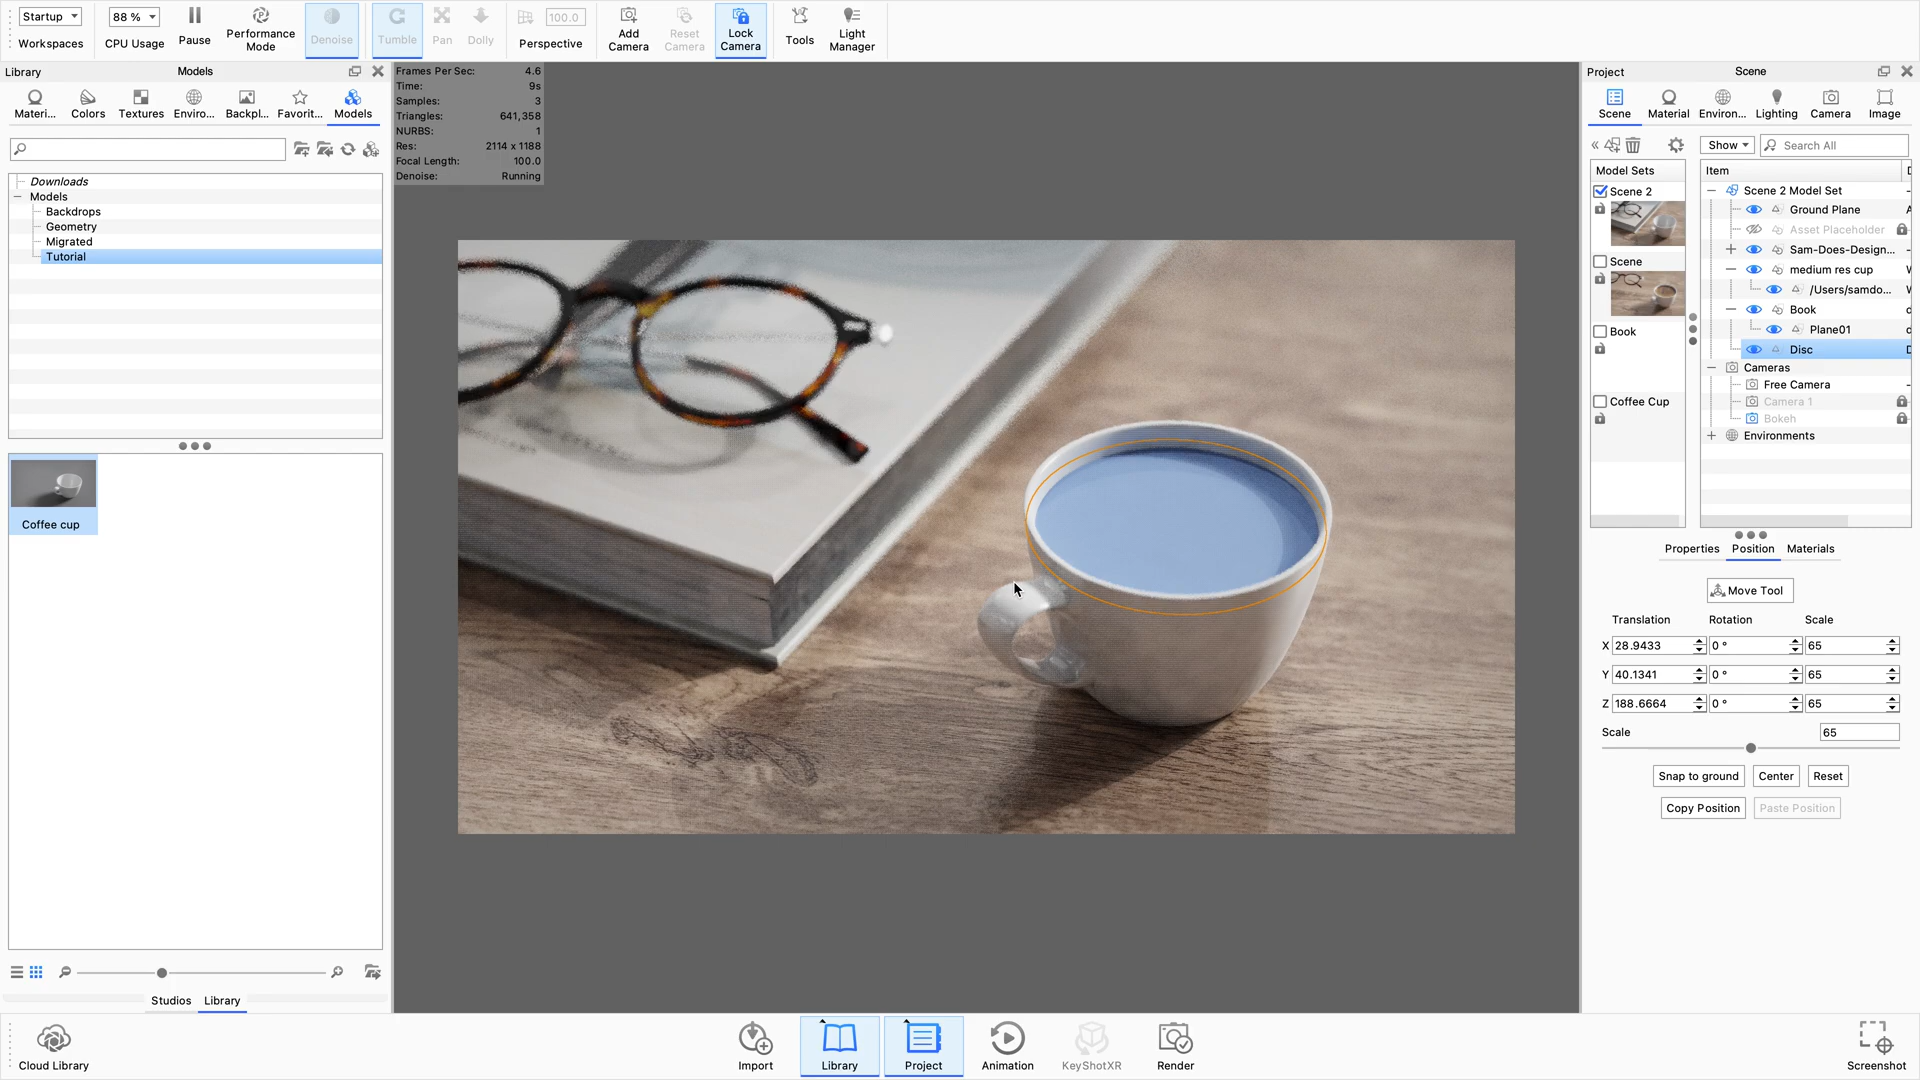 Startup
Workspaces
88 %
CPU Usage
Pause
Performance
Mode
Denoise
Tumble
Pan
Dolly
100.0
Perspective
Add
Camera
Reset
Camera
Lock
Camera
Tools
Light
Manager
Library
Models
Materi...
Colors
Textures
Enviro...
Backpl...
Favorit...
Models
Downloads
Models
Backdrops
Geometry
Migrated
Tutorial
Coffee cup
Studios
Library
Frames Per Sec: 4.6
Time: 9s
Samples: 3
Triangles: 641,358
NURBS: 1
Res: 2114 x 1188
Focal Length: 100.0
Denoise: Running
Project
Scene
Scene
Material
Environ...
Lighting
Camera
Image
Show
Search All
Model Sets
Scene 2
Scene
Book
Coffee Cup
Item
Scene 2 Model Set
Ground Plane
Asset Placeholder
Sam-Does-Design...
medium res cup
/Users/samdo...
Book
Plane01
Disc
Cameras
Free Camera
Camera 1
Bokeh
Environments
Properties
Position
Materials
Move Tool
Translation Rotation Scale
X 28.9433 0 ° 65
Y 40.1341 0 ° 65
Z 188.6664 0 ° 65
Scale 65
Snap to ground
Center
Reset
Copy Position
Paste Position
Cloud Library
Import
Library
Project
Animation
KeyShotXR
Render
Screenshot